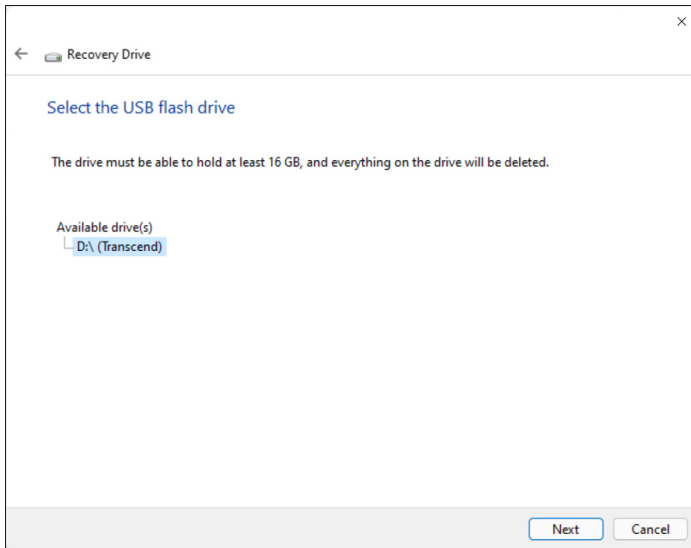 Recovery Drive
Select the USB flash drive
The drive must be able to hold at least 16 GB, and everything on the drive will be deleted.
Available drive(s)
D:\ (Transcend)
Next
Cancel